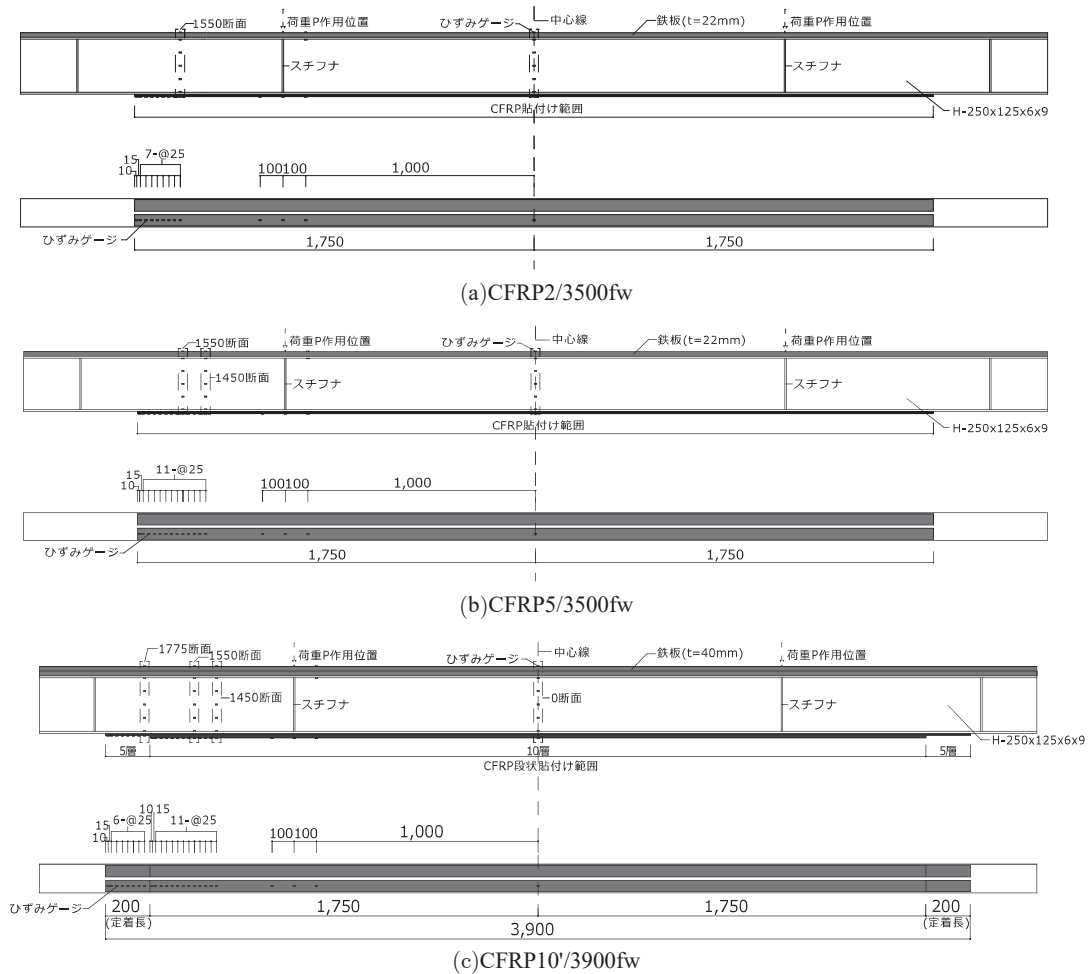 1550断面
荷重P作用位置
ひずみゲージ
中心線
鉄板(t=22mm)
荷重P作用位置
スチフナ
スチフナ
CFRP貼付け範囲
H-250x125x6x9
7-@25
15
10
100100
1,000
ひずみゲージ
1,750
1,750
(a)CFRP2/3500fw
1550断面
荷重P作用位置
ひずみゲージ
中心線
鉄板(t=22mm)
荷重P作用位置
1450断面
スチフナ
スチフナ
CFRP貼付け範囲
H-250x125x6x9
11-@25
15
10
100100
1,000
ひずみゲージ
1,750
1,750
(b)CFRP5/3500fw
1775断面
1550断面
荷重P作用位置
ひずみゲージ
中心線
鉄板(t=40mm)
荷重P作用位置
1450断面
スチフナ
0断面
スチフナ
H-250x125x6x9
5層
10層
5層
CFRP段状貼付け範囲
10 15
6-@25
11-@25
15
10
100100
1,000
ひずみゲージ
200
1,750
1,750
200
(定着長)
(定着長)
3,900
(c)CFRP10'/3900fw